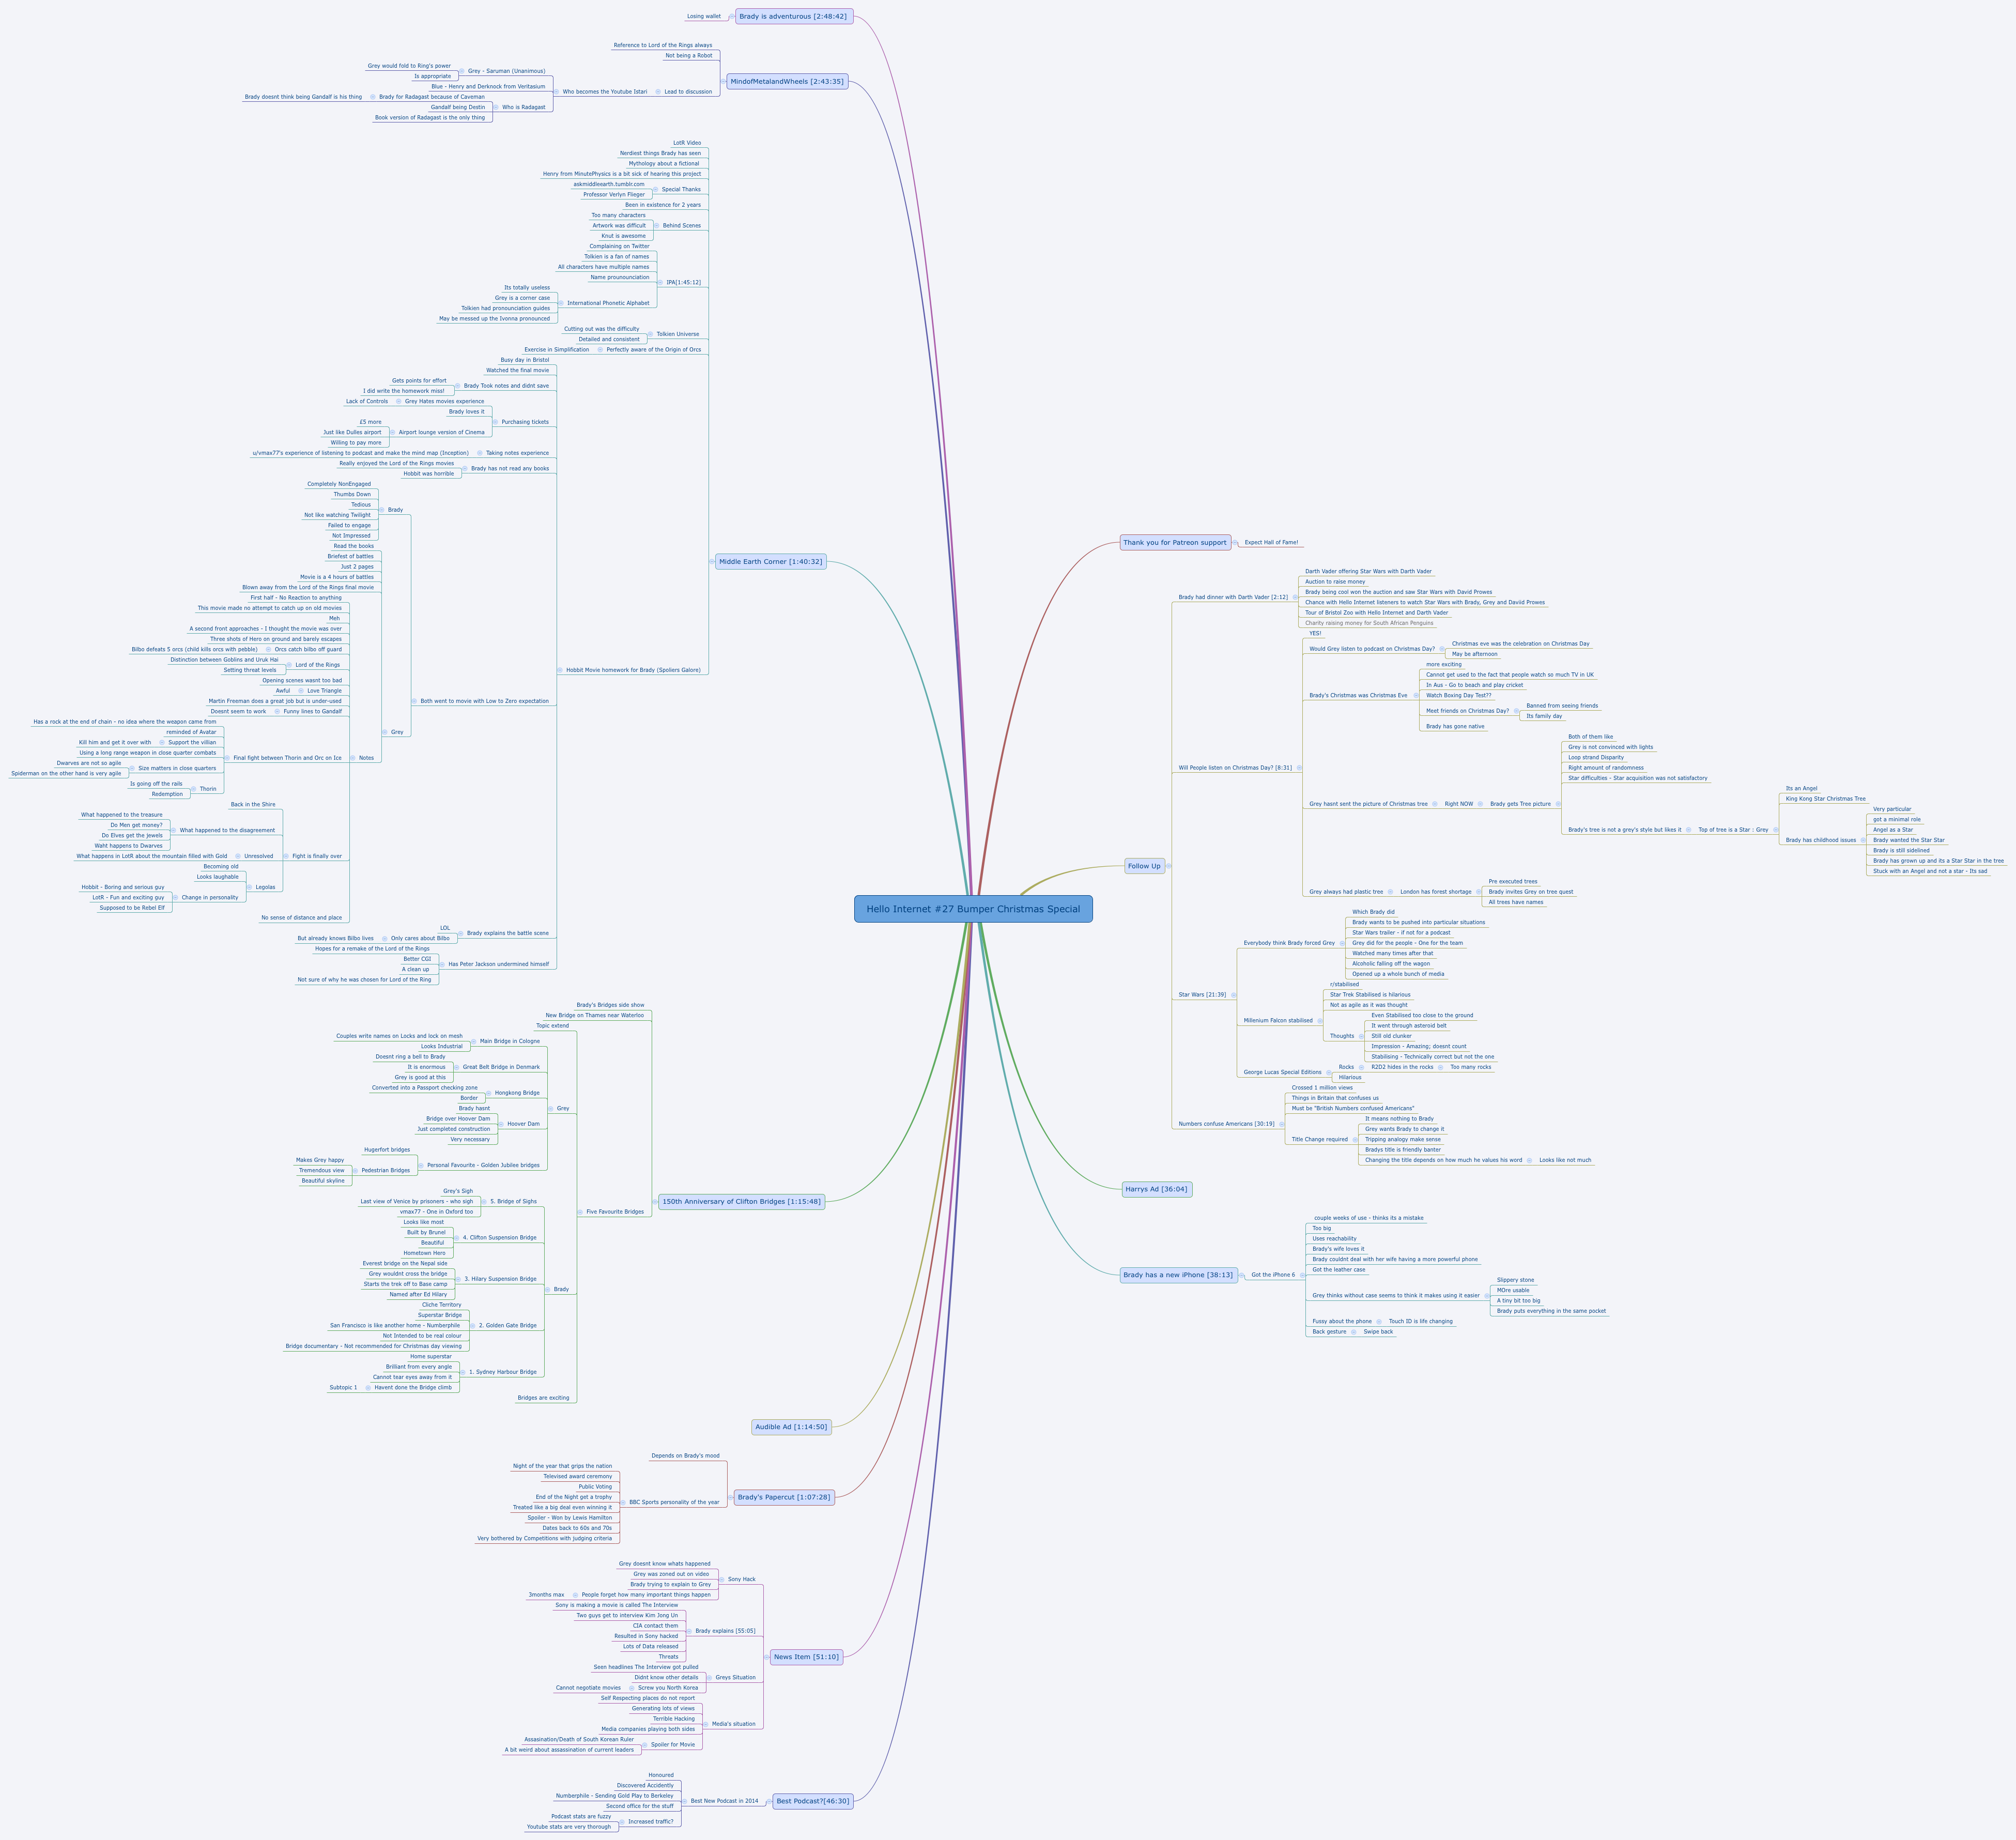 Hello Internet #27 Bumper Christmas Special
Thank you for Patreon support
Expect Hall of Fame!
Follow Up
Brady had dinner with Darth Vader [2:12]
Darth Vader offering Star Wars with Darth Vader
Auction to raise money
Brady being cool won the auction and saw Star Wars with David Prowes
Chance with Hello Internet listeners to watch Star Wars with Brady, Grey and Daviid Prowes
Tour of Bristol Zoo with Hello Internet and Darth Vader
Charity raising money for South African Penguins
Will People listen on Christmas Day? [8:31]
YES!
Would Grey listen to podcast on Christmas Day?
Christmas eve was the celebration on Christmas Day
May be afternoon
Brady's Christmas was Christmas Eve
more exciting
Cannot get used to the fact that people watch so much TV in UK
In Aus - Go to beach and play cricket
Watch Boxing Day Test??
Meet friends on Christmas Day?
Banned from seeing friends
Its family day
Brady has gone native
Grey hasnt sent the picture of Christmas tree
Right NOW
Brady gets Tree picture
Both of them like
Grey is not convinced with lights
Loop strand Disparity
Right amount of randomness
Star difficulties - Star acquisition was not satisfactory
Brady's tree is not a grey's style but likes it
Top of tree is a Star : Grey
Its an Angel
King Kong Star Christmas Tree
Brady has childhood issues
Very particular
got a minimal role
Angel as a Star
Brady wanted the Star Star
Brady is still sidelined
Brady has grown up and its a Star Star in the tree
Stuck with an Angel and not a star - Its sad
Grey always had plastic tree
London has forest shortage
Pre executed trees
Brady invites Grey on tree quest
All trees have names
Star Wars [21:39]
Everybody think Brady forced Grey
Which Brady did
Brady wants to be pushed into particular situations
Star Wars trailer - if not for a podcast
Grey did for the people - One for the team
Watched many times after that
Alcoholic falling off the wagon
Opened up a whole bunch of media
Millenium Falcon stabilised
r/stabilised
Star Trek Stabilised is hilarious
Not as agile as it was thought
Thoughts
Even Stabilised too close to the ground
It went through asteroid belt
Still old clunker
Impression - Amazing; doesnt count
Stabilising - Technically correct but not the one
George Lucas Special Editions
Rocks
R2D2 hides in the rocks
Too many rocks
Hilarious
Numbers confuse Americans [30:19]
Crossed 1 million views
Things in Britain that confuses us
Must be "British Numbers confused Americans"
Title Change required
It means nothing to Brady
Grey wants Brady to change it
Tripping analogy make sense
Bradys title is friendly banter
Changing the title depends on how much he values his word
Looks like not much
Harrys Ad [36:04]
Brady has a new iPhone [38:13]
Got the iPhone 6
couple weeks of use - thinks its a mistake
Too big
Uses reachability
Brady's wife loves it
Brady couldnt deal with her wife having a more powerful phone
Got the leather case
Grey thinks without case seems to think it makes using it easier
Slippery stone
MOre usable
A tiny bit too big
Brady puts everything in the same pocket
Fussy about the phone
Touch ID is life changing
Back gesture
Swipe back
Brady is adventurous [2:48:42]
Losing wallet
MindofMetalandWheels [2:43:35]
Reference to Lord of the Rings always
Not being a Robot
Lead to discussion
Who becomes the Youtube Istari
Grey - Saruman (Unanimous)
Grey would fold to Ring's power
Is appropriate
Blue - Henry and Derknock from Veritasium
Who is Radagast
Brady for Radagast because of Caveman
Brady doesnt think being Gandalf is his thing
Gandalf being Destin
Book version of Radagast is the only thing
Middle Earth Corner [1:40:32]
LotR Video
Nerdiest things Brady has seen
Mythology about a fictional
Henry from MinutePhysics is a bit sick of hearing this project
Special Thanks
askmiddleearth.tumblr.com
Professor Verlyn Flieger
Been in existence for 2 years
Behind Scenes
Too many characters
Artwork was difficult
Knut is awesome
IPA[1:45:12]
Complaining on Twitter
Tolkien is a fan of names
All characters have multiple names
Name prounounciation
International Phonetic Alphabet
Its totally useless
Grey is a corner case
Tolkien had pronounciation guides
May be messed up the Ivonna pronounced
Tolkien Universe
Cutting out was the difficulty
Detailed and consistent
Perfectly aware of the Origin of Orcs
Exercise in Simplification
Hobbit Movie homework for Brady (Spoliers Galore)
Busy day in Bristol
Watched the final movie
Brady Took notes and didnt save
Gets points for effort
I did write the homework miss!
Purchasing tickets
Grey Hates movies experience
Lack of Controls
Brady loves it
Airport lounge version of Cinema
£5 more
Just like Dulles airport
Willing to pay more
Taking notes experience
u/vmax77's experience of listening to podcast and make the mind map (Inception)
Brady has not read any books
Really enjoyed the Lord of the Rings movies
Hobbit was horrible
Both went to movie with Low to Zero expectation
Brady
Completely NonEngaged
Thumbs Down
Tedious
Not like watching Twilight
Failed to engage
Not Impressed
Grey
Read the books
Briefest of battles
Just 2 pages
Movie is a 4 hours of battles
Blown away from the Lord of the Rings final movie
Notes
First half - No Reaction to anything
This movie made no attempt to catch up on old movies
Meh
A second front approaches - I thought the movie was over
Three shots of Hero on ground and barely escapes
Orcs catch bilbo off guard
Bilbo defeats 5 orcs (child kills orcs with pebble)
Lord of the Rings
Distinction between Goblins and Uruk Hai
Setting threat levels
Opening scenes wasnt too bad
Love Triangle
Awful
Martin Freeman does a great job but is under-used
Funny lines to Gandalf
Doesnt seem to work
Final fight between Thorin and Orc on Ice
Has a rock at the end of chain - no idea where the weapon came from
reminded of Avatar
Support the villian
Kill him and get it over with
Using a long range weapon in close quarter combats
Size matters in close quarters
Dwarves are not so agile
Spiderman on the other hand is very agile
Thorin
Is going off the rails
Redemption
Fight is finally over
Back in the Shire
What happened to the disagreement
What happened to the treasure
Do Men get money?
Do Elves get the jewels
Waht happens to Dwarves
Unresolved
What happens in LotR about the mountain filled with Gold
Legolas
Becoming old
Looks laughable
Change in personality
Hobbit - Boring and serious guy
LotR - Fun and exciting guy
Supposed to be Rebel Elf
No sense of distance and place
Brady explains the battle scene
LOL
Only cares about Bilbo
But already knows Bilbo lives
Has Peter Jackson undermined himself
Hopes for a remake of the Lord of the Rings
Better CGI
A clean up
Not sure of why he was chosen for Lord of the Ring
150th Anniversary of Clifton Bridges [1:15:48]
Brady's Bridges side show
New Bridge on Thames near Waterloo
Five Favourite Bridges
Topic extend
Grey
Main Bridge in Cologne
Couples write names on Locks and lock on mesh
Looks Industrial
Great Belt Bridge in Denmark
Doesnt ring a bell to Brady
It is enormous
Grey is good at this
Hongkong Bridge
Converted into a Passport checking zone
Border
Hoover Dam
Brady hasnt
Bridge over Hoover Dam
Just completed construction
Very necessary
Personal Favourite - Golden Jubilee bridges
Hugerfort bridges
Pedestrian Bridges
Makes Grey happy
Tremendous view
Beautiful skyline
Brady
5. Bridge of Sighs
Grey's Sigh
Last view of Venice by prisoners - who sigh
vmax77 - One in Oxford too
4. Clifton Suspension Bridge
Looks like most
Built by Brunel
Beautiful
Hometown Hero
3. Hilary Suspension Bridge
Everest bridge on the Nepal side
Grey wouldnt cross the bridge
Starts the trek off to Base camp
Named after Ed Hilary
2. Golden Gate Bridge
Cliche Territory
Superstar Bridge
San Francisco is like another home - Numberphile
Not Intended to be real colour
Bridge documentary - Not recommended for Christmas day viewing
1. Sydney Harbour Bridge
Home superstar
Brilliant from every angle
Cannot tear eyes away from it
Havent done the Bridge climb
Subtopic 1
Bridges are exciting
Audible Ad [1:14:50]
Brady's Papercut [1:07:28]
Depends on Brady's mood
BBC Sports personality of the year
Night of the year that grips the nation
Televised award ceremony
Public Voting
End of the Night get a trophy
Treated like a big deal even winning it
Spoiler - Won by Lewis Hamilton
Dates back to 60s and 70s
Very bothered by Competitions with judging criteria
News Item [51:10]
Sony Hack
Grey doesnt know whats happened
Grey was zoned out on video
Brady trying to explain to Grey
People forget how many important things happen
3months max
Brady explains [55:05]
Sony is making a movie is called The Interview
Two guys get to interview Kim Jong Un
CIA contact them
Resulted in Sony hacked
Lots of Data released
Threats
Greys Situation
Seen headlines The Interview got pulled
Didnt know other details
Screw you North Korea
Cannot negotiate movies
Media's situation
Self Respecting places do not report
Generating lots of views
Terrible Hacking
Media companies playing both sides
Spoiler for Movie
Assasination/Death of South Korean Ruler
A bit weird about assassination of current leaders
Best Podcast?[46:30]
Best New Podcast in 2014
Honoured
Discovered Accidently
Numberphile - Sending Gold Play to Berkeley
Second office for the stuff
Increased traffic?
Podcast stats are fuzzy
Youtube stats are very thorough